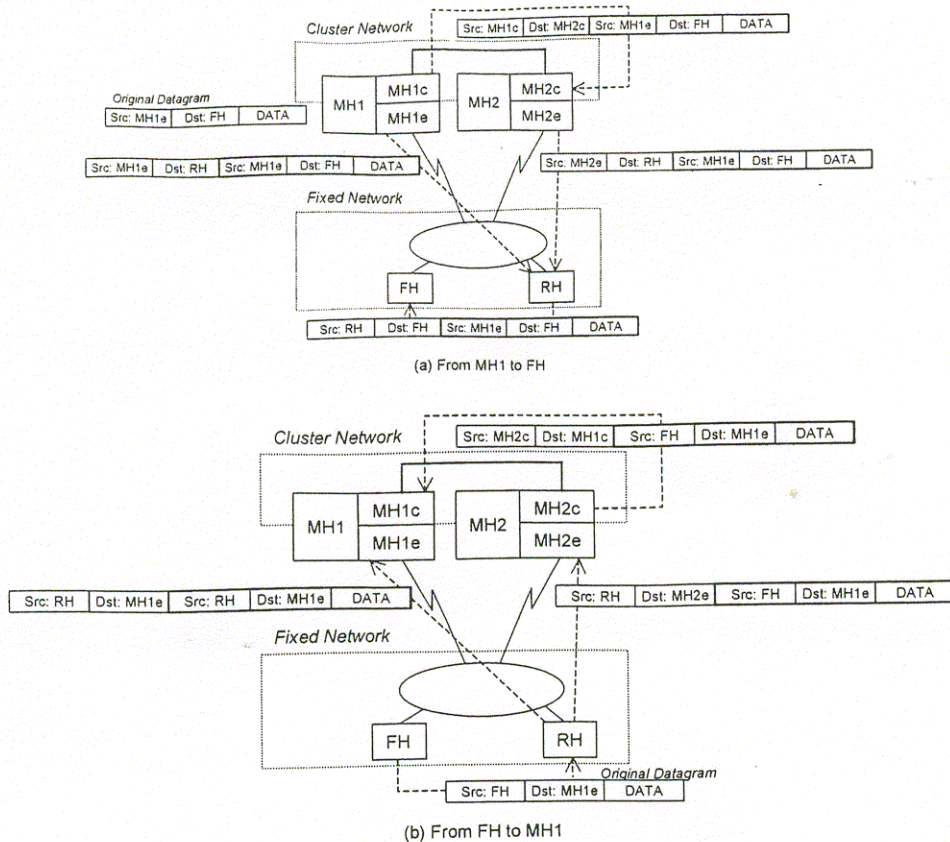 Src: MH1c Dst: MH2c Src: MH1e Dst: FH DATA
Cluster Network
MH1 MH1c MH1e
MH2 MH2c MH2e
Original Datagram
Src: MH1e Dst: FH DATA
Src: MH1e Dst: RH Src: MH1e Dst: FH DATA
Src: MH2e Dst: RH Src: MH1e Dst: FH DATA
Fixed Network
FH
RH
Src: RH Dst: FH Src: MH1e Dst: FH DATA
(a) From MH1 to FH
Src: MH2c Dst: MH1c Src: FH Dst: MH1e DATA
Cluster Network
MH1 MH1c MH1e
MH2 MH2c MH2e
Src: RH Dst: MH1e Src: RH Dst: MH1e DATA
Src: RH Dst: MH2e Src: FH Dst: MH1e DATA
Fixed Network
FH
RH
Original Datagram
Src: FH Dst: MH1e DATA
(b) From FH to MH1